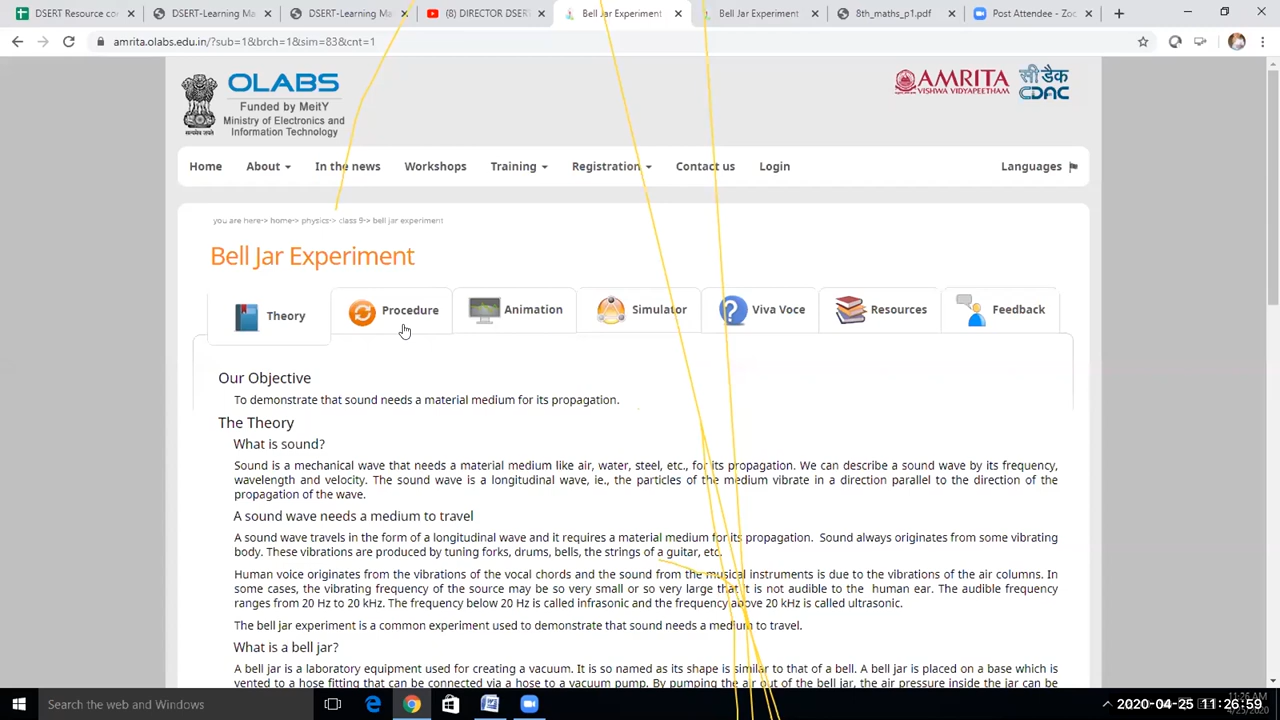 DSERT Resource co
DSERT-Learning Ma
DSERT-Learning Ma
(8) DIRECTOR DSERT
Bell Jar Experiment
Bell Jar Experiment
8th_maths_p1.pdf
Post Attendee - Zoo
amrita.olabs.edu.in/?sub=1&brch=1&sim=83&cnt=1
सत्यमेव जयते
OLABS
Funded by MeitY
Ministry of Electronics and
Information Technology
AMRITA
VISHWA VIDYAPEETHAM
सी डैक
CDAC
Home About In the news Workshops Training Registration Contact us Login Languages
you are here-> home-> physics-> class 9-> bell jar experiment
Bell Jar Experiment
Theory Procedure Animation Simulator Viva Voce Resources Feedback
Our Objective
To demonstrate that sound needs a material medium for its propagation.
The Theory
What is sound?
Sound is a mechanical wave that needs a material medium like air, water, steel, etc., for its propagation. We can describe a sound wave by its frequency,
wavelength and velocity. The sound wave is a longitudinal wave, ie., the particles of the medium vibrate in a direction parallel to the direction of the
propagation of the wave.
A sound wave needs a medium to travel
A sound wave travels in the form of a longitudinal wave and it requires a material medium for its propagation. Sound always originates from some vibrating
body. These vibrations are produced by tuning forks, drums, bells, the strings of a guitar, etc.
Human voice originates from the vibrations of the vocal chords and the sound from the musical instruments is due to the vibrations of the air columns. In
some cases, the vibrating frequency of the source may be so very small or so very large that it is not audible to the human ear. The audible frequency
ranges from 20 Hz to 20 kHz. The frequency below 20 Hz is called infrasonic and the frequency above 20 kHz is called ultrasonic.
The bell jar experiment is a common experiment used to demonstrate that sound needs a medium to travel.
What is a bell jar?
A bell jar is a laboratory equipment used for creating a vacuum. It is so named as its shape is similar to that of a bell. A bell jar is placed on a base which is
vented to a hose fitting that can be connected via a hose to a vacuum pump. By pumping the air out of the bell jar, the air pressure inside the jar can be
Search the web and Windows
11:26 AM
4/25/2020
2020-04-25 11:26:59